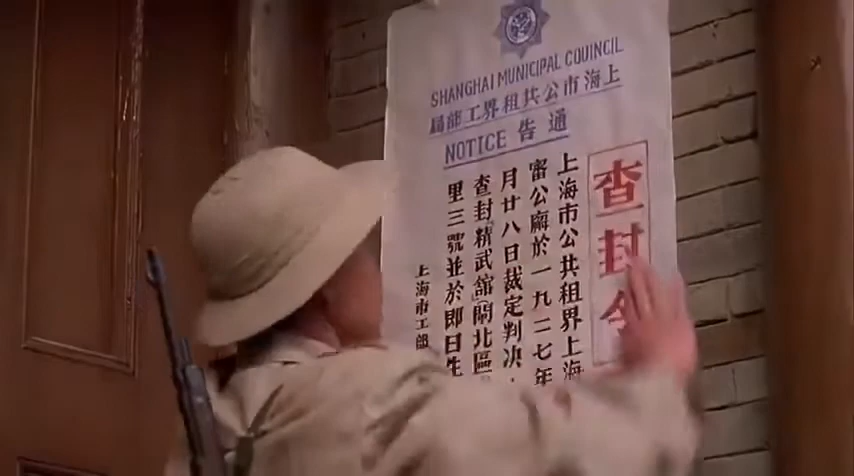 SHANGHAI MUNICIPAL COUNCIL
上海市公共租界工部局
NOTICE 通告
查封令
上海市公共租界上海
審公廨於一九二七年
月廿八日裁定判決
查封「精武館」(閘北區
里三號並於即日生
上海市工部